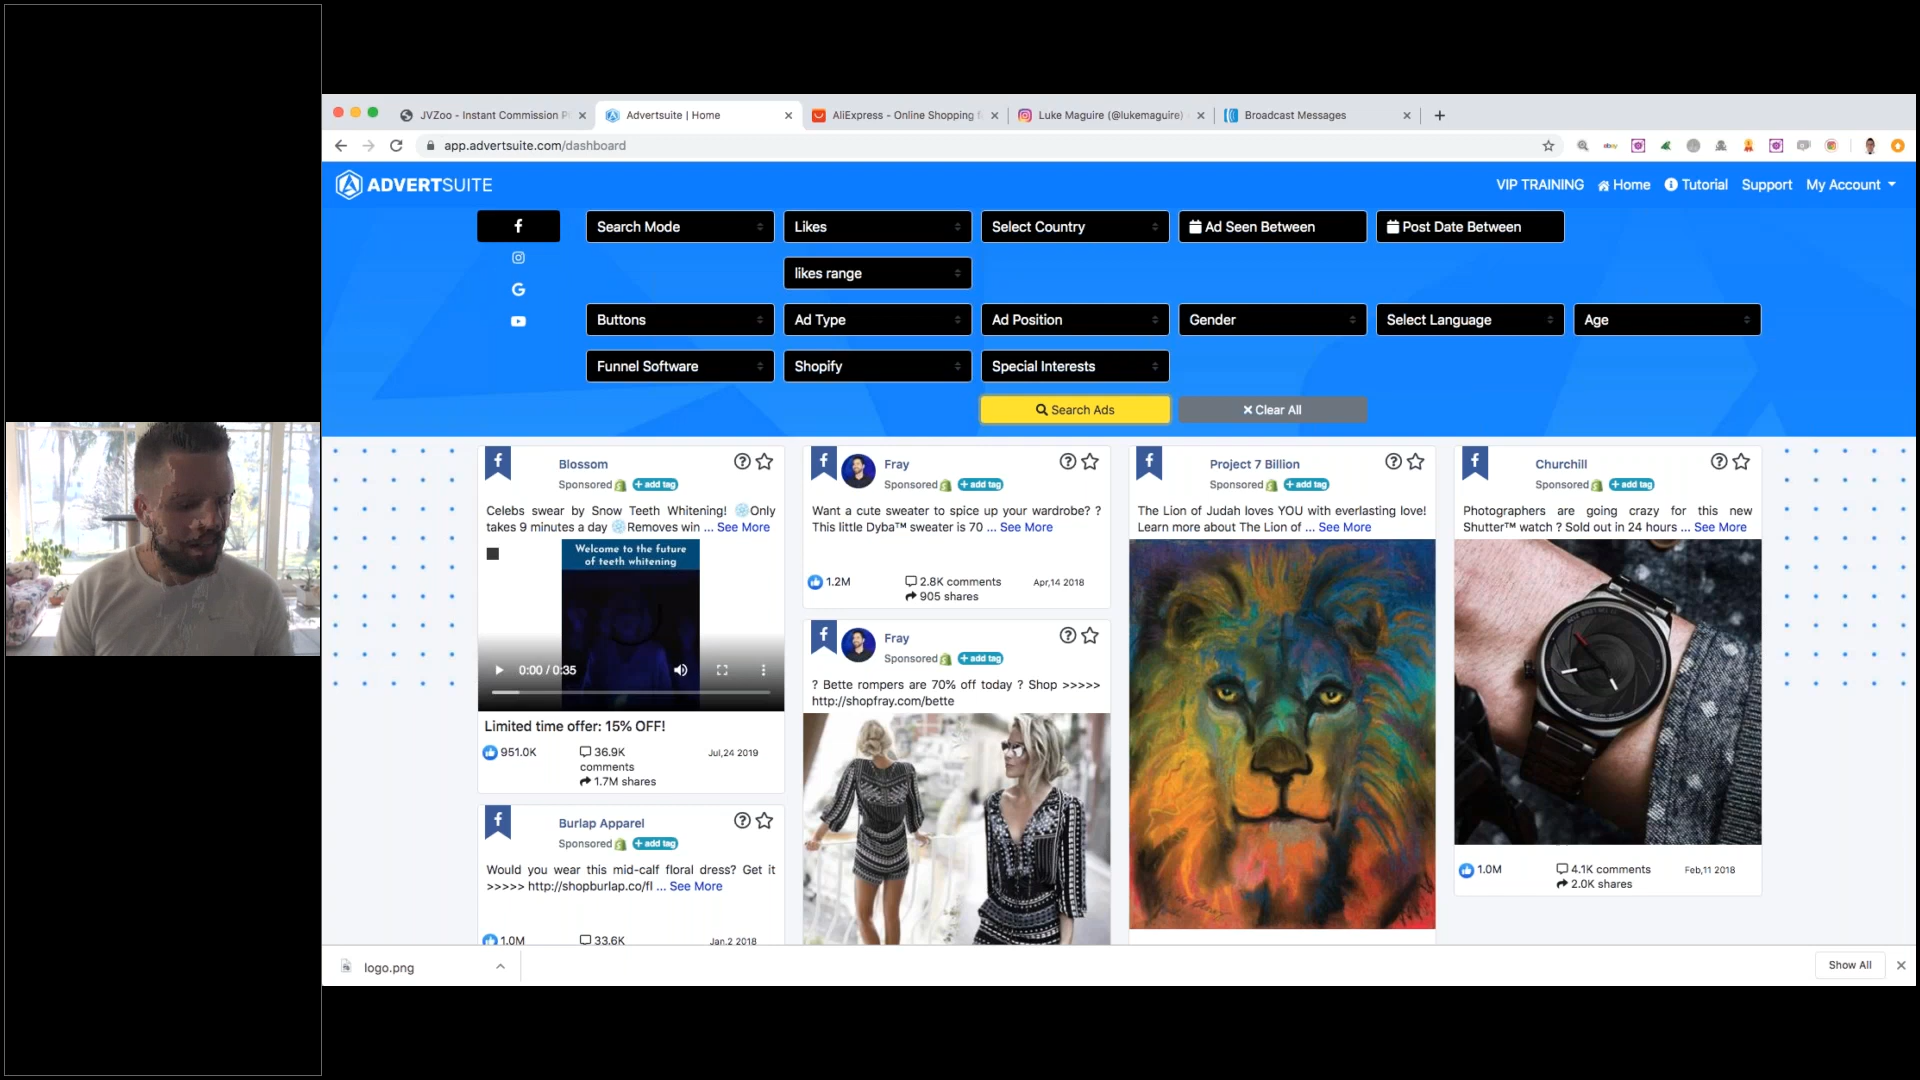 JVZoo - Instant Commission P
Advertsuite | Home
AliExpress - Online Shopping f
Luke Maguire (@lukemaguire)
Broadcast Messages
app.advertsuite.com/dashboard
ebay
ADVERTSUITE
VIP TRAINING
Home
Tutorial
Support
My Account
Search Mode
Likes
Select Country
Ad Seen Between
Post Date Between
likes range
Buttons
Ad Type
Ad Position
Gender
Select Language
Age
Funnel Software
Shopify
Special Interests
Search Ads
Clear All
Blossom
Sponsored
+ add tag
Celebs swear by Snow Teeth Whitening! Only
takes 9 minutes a day Removes win ... See More
Welcome to the future
of teeth whitening
0:00 / 0:35
Limited time offer: 15% OFF!
951.0K
36.9K
comments
1.7M shares
Jul,24 2019
Burlap Apparel
Sponsored
+ add tag
Would you wear this mid-calf floral dress? Get it
>>>>> http://shopburlap.co/fl ... See More
1.0M
33.6K
Jan,2 2018
Fray
Sponsored
+ add tag
Want a cute sweater to spice up your wardrobe? ?
This little Dyba™ sweater is 70 ... See More
1.2M
2.8K comments
905 shares
Apr,14 2018
Fray
Sponsored
+ add tag
? Bette rompers are 70% off today ? Shop >>>>>
http://shopfray.com/bette
Project 7 Billion
Sponsored
+ add tag
The Lion of Judah loves YOU with everlasting love!
Learn more about The Lion of ... See More
Churchill
Sponsored
+ add tag
Photographers are going crazy for this new
Shutter™ watch ? Sold out in 24 hours ... See More
1.0M
4.1K comments
2.0K shares
Feb,11 2018
logo.png
Show All